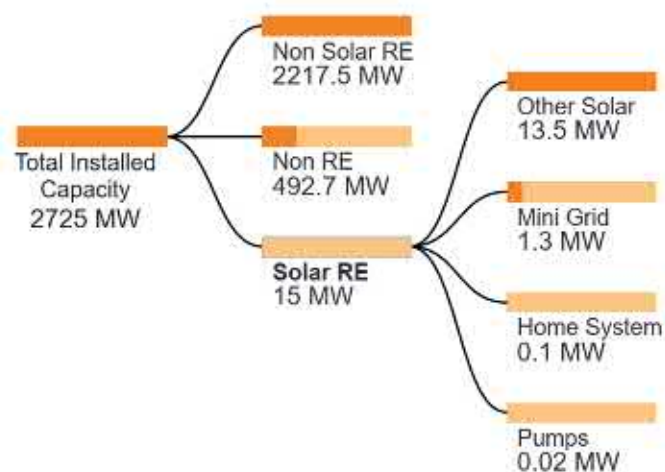 Total Installed
Capacity
2725 MW
Non Solar RE
2217.5 MW
Non RE
492.7 MW
Solar RE
15 MW
Other Solar
13.5 MW
Mini Grid
1.3 MW
Home System
0.1 MW
Pumps
0.02 MW